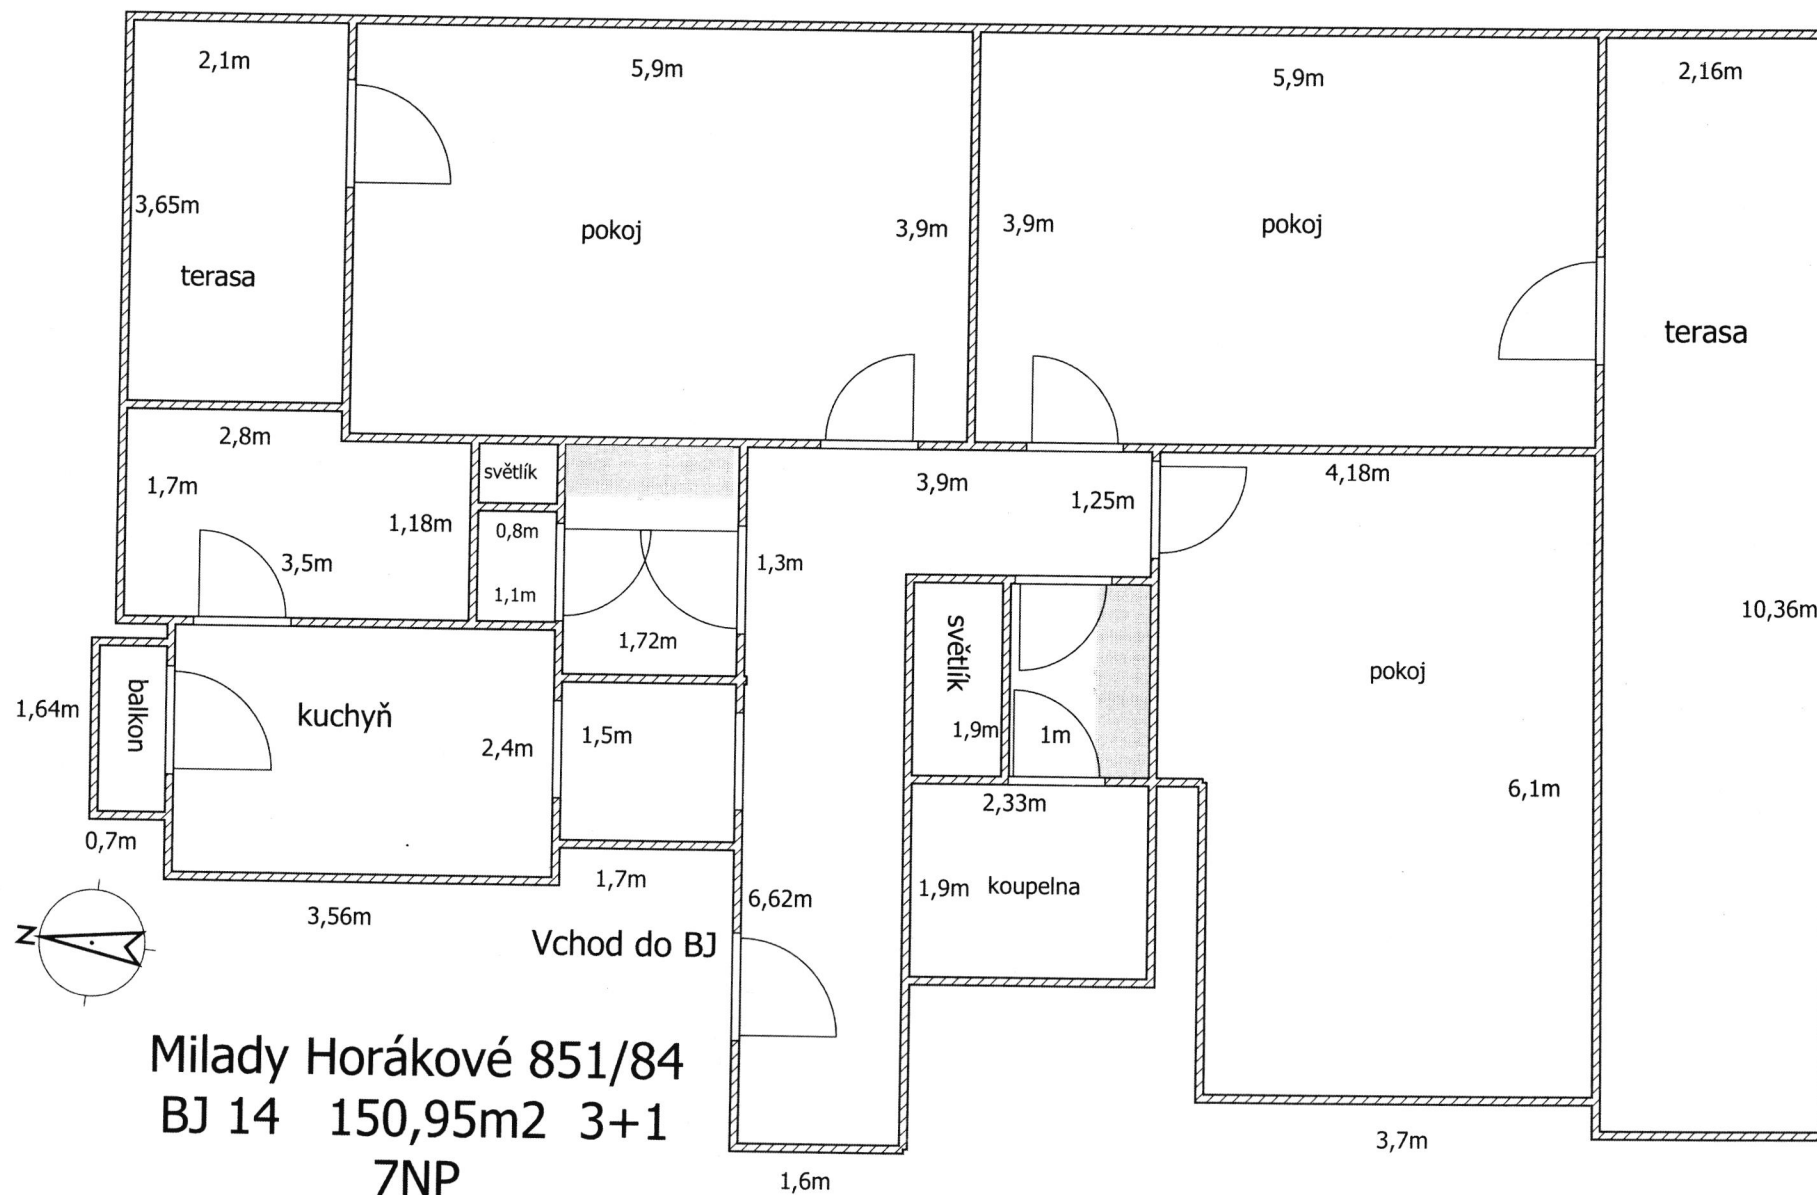 2,1m
5,9m
5,9m
2,16m
3,65m
pokoj
3,9m
3,9m
pokoj
terasa
terasa
2,8m
světlík
3,9m
4,18m
1,7m
1,18m
0,8m
1,25m
3,5m
1,1m
1,3m
1,72m
světlík
10,36m
pokoj
1,64m
balkon
kuchyň
2,4m
1,5m
1,9m
1m
2,33m
6,1m
0,7m
1,7m
6,62m
1,9m
koupelna
3,56m
N
Vchod do BJ
Milady Horákové 851/84
BJ 14 150,95m2 3+1
7NP
1,6m
3,7m